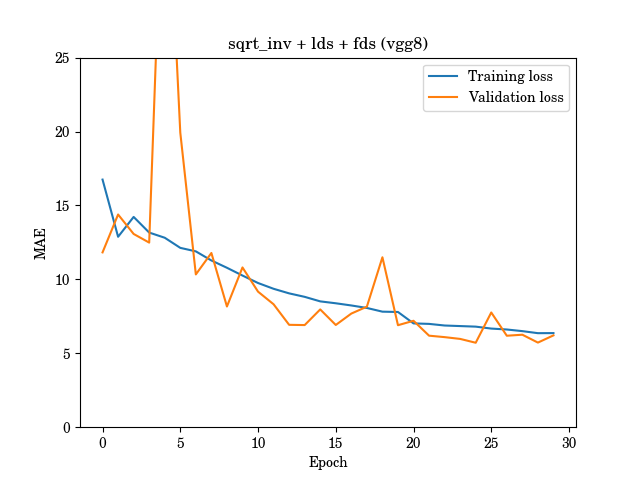 sqrt_inv + lds + fds (vgg8)
25
20
15
10
5
0
MAE
Training loss
Validation loss
0 5 10 15 20 25 30
Epoch